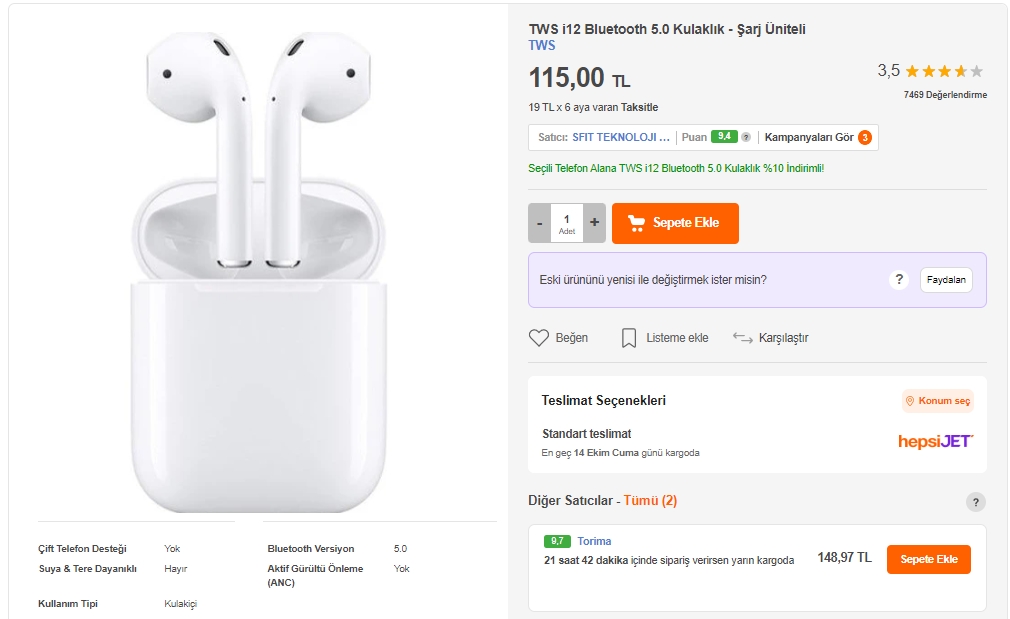 TWS i12 Bluetooth 5.0 Kulaklık - Şarj Üniteli
TWS
115,00 TL
3,5
7469 Değerlendirme
19 TL x 6 aya varan Taksitle
Satıcı: SFIT TEKNOLOJI ... Puan 9,4 ? Kampanyaları Gör 3
Seçili Telefon Alana TWS i12 Bluetooth 5.0 Kulaklık %10 İndirimli!
- 1 +
Adet
Sepete Ekle
Eski ürününü yenisi ile değiştirmek ister misin? ? Faydalan
Beğen Listeme ekle Karşılaştır
Teslimat Seçenekleri Konum seç
Standart teslimat
En geç 14 Ekim Cuma günü kargoda
hepsiJET
Diğer Satıcılar - Tümü (2) ?
9,7 Torima
21 saat 42 dakika içinde sipariş verirsen yarın kargoda
148,97 TL
Sepete Ekle
Çift Telefon Desteği Yok
Suya & Tere Dayanıklı Hayır
Kullanım Tipi Kulakiçi
Bluetooth Versiyon 5.0
Aktif Gürültü Önleme Yok
(ANC)